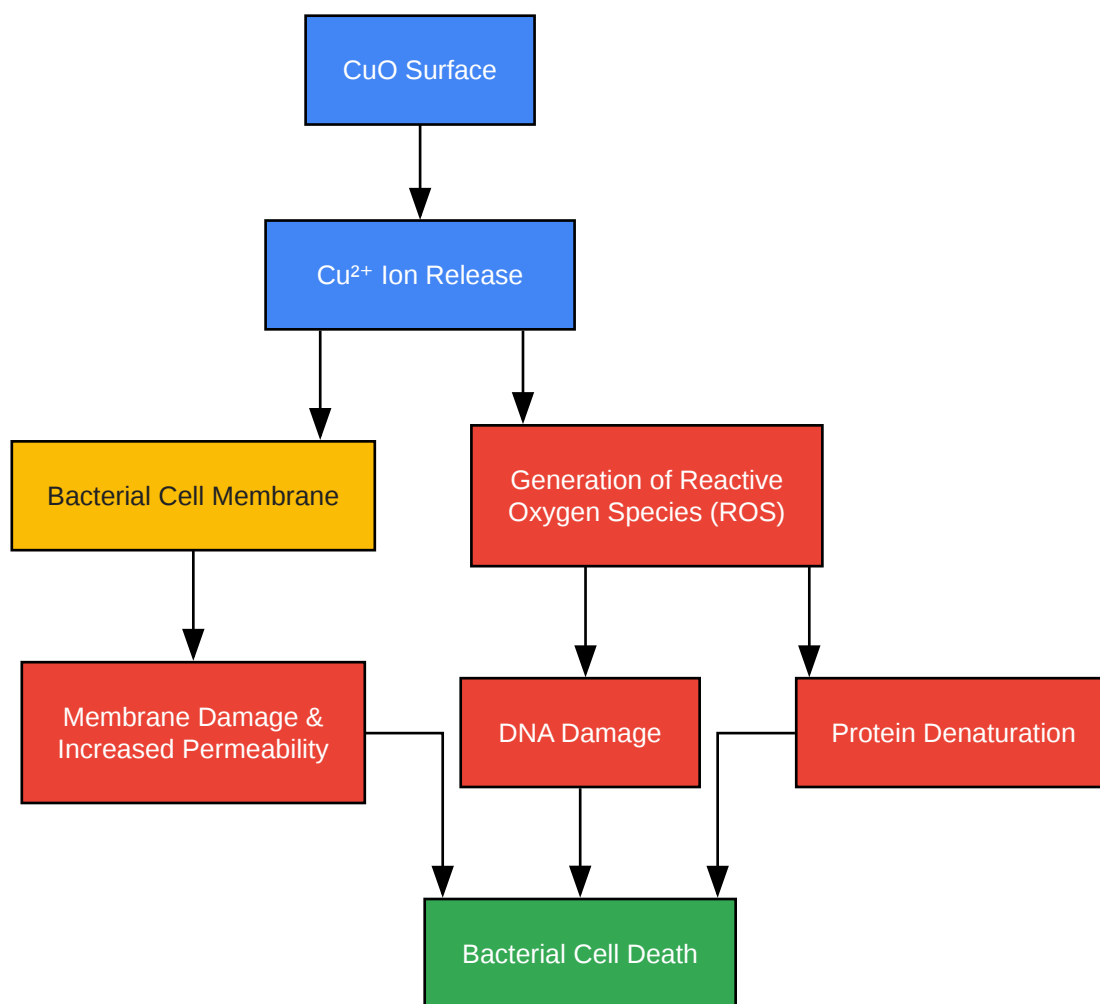 CuO Surface
Cu²⁺ Ion Release
Bacterial Cell Membrane
Generation of Reactive
Oxygen Species (ROS)
Membrane Damage &
Increased Permeability
DNA Damage
Protein Denaturation
Bacterial Cell Death